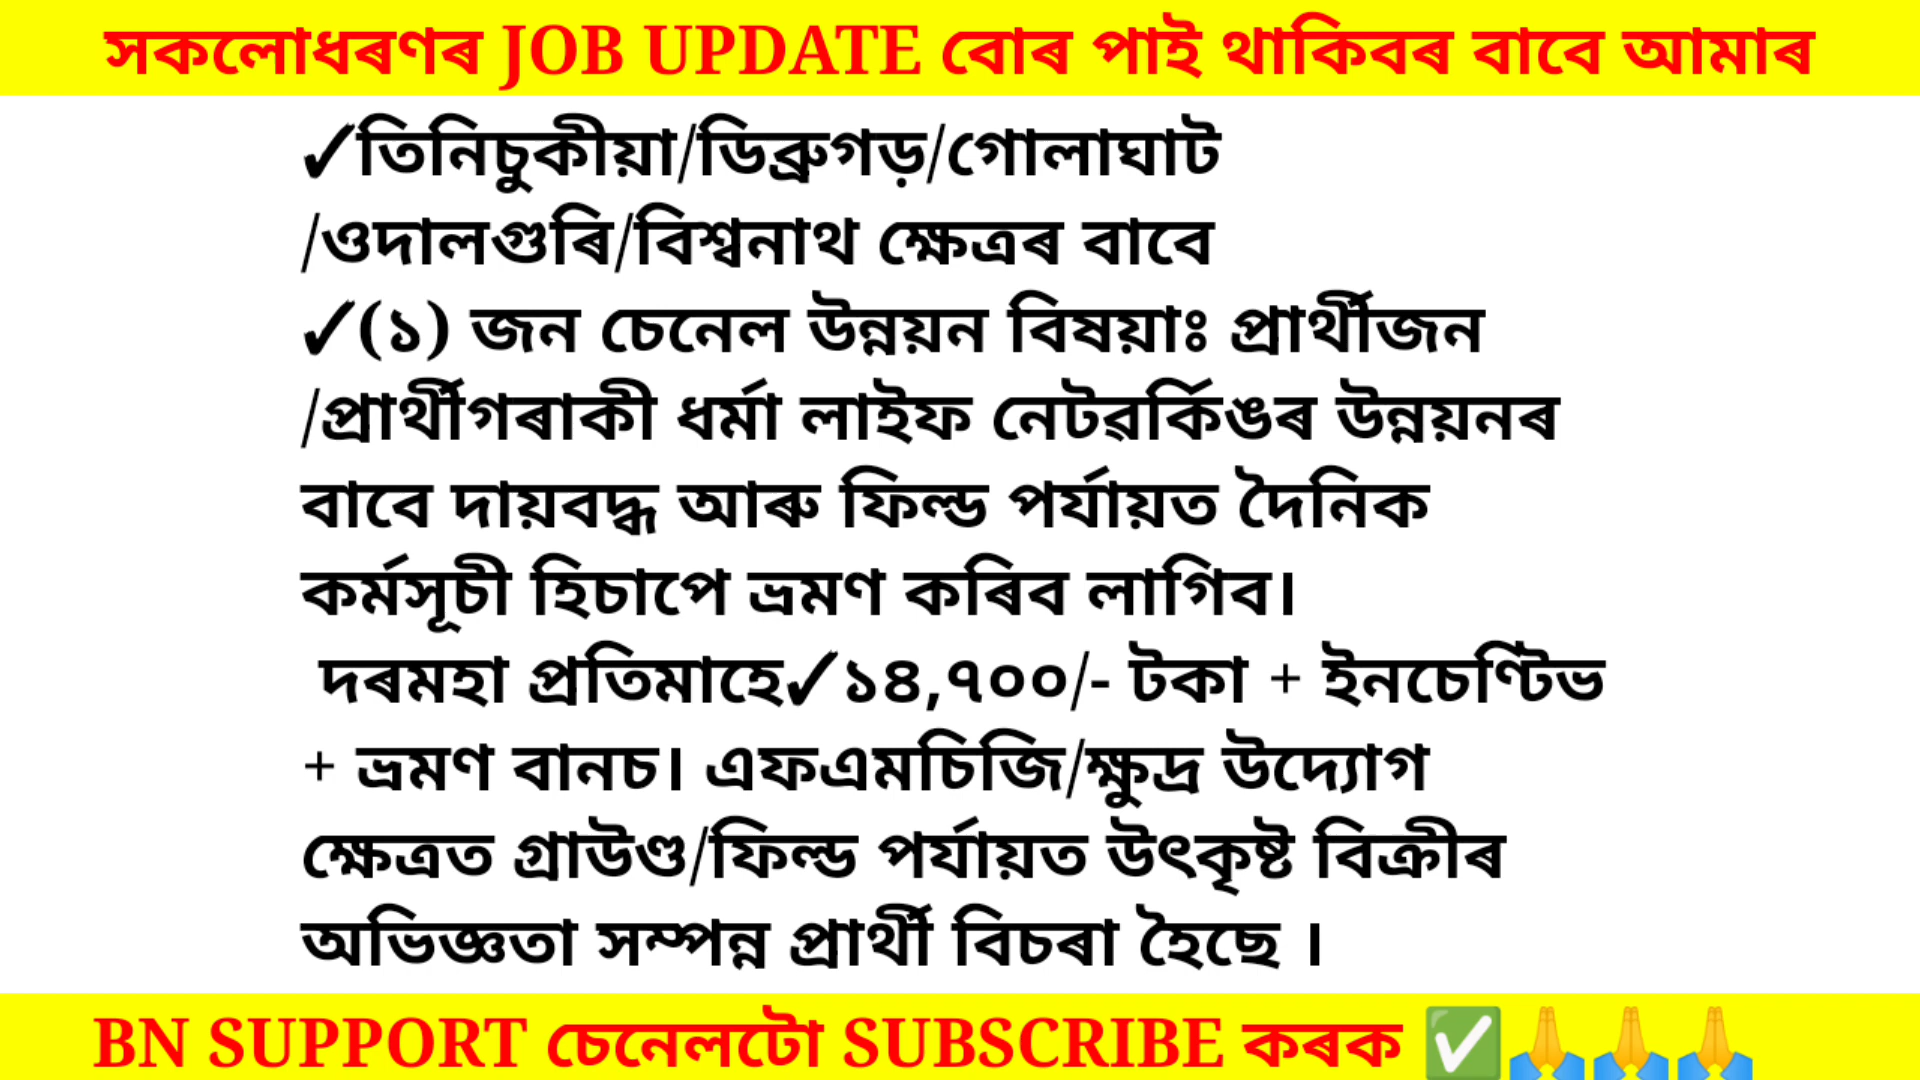 সকলোধৰণৰ JOB UPDATE বোৰ পাই থাকিবৰ বাবে আমাৰ
✓তিনিচুকীয়া/ডিব্ৰুগড়/গোলাঘাট
/ওদালগুৰি/বিশ্বনাথ ক্ষেত্ৰৰ বাবে
✓(১) জন চেনেল উন্নয়ন বিষয়াঃ প্ৰাৰ্থীজন
/প্ৰাৰ্থীগৰাকী ধৰ্মা লাইফ নেটৱৰ্কিঙৰ উন্নয়নৰ
বাবে দায়বদ্ধ আৰু ফিল্ড পৰ্যায়ত দৈনিক
কৰ্মসূচী হিচাপে ভ্ৰমণ কৰিব লাগিব।
দৰমহা প্ৰতিমাহে✓১৪,৭০০/- টকা + ইনচেণ্টিভ
+ ভ্ৰমণ বানচ। এফএমচিজি/ক্ষুদ্ৰ উদ্যোগ
ক্ষেত্ৰত গ্ৰাউণ্ড/ফিল্ড পৰ্যায়ত উৎকৃষ্ট বিক্ৰীৰ
অভিজ্ঞতা সম্পন্ন প্ৰাৰ্থী বিচৰা হৈছে ।
BN SUPPORT চেনেলটো SUBSCRIBE কৰক ✅🙏🙏🙏